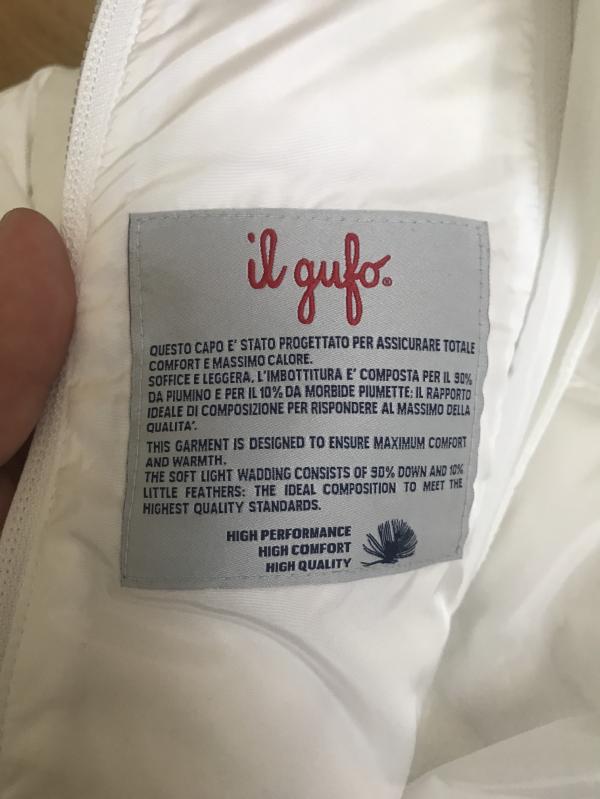 il gufo®
QUESTO CAPO E' STATO PROGETTATO PER ASSICURARE TOTALE
COMFORT E MASSIMO CALORE.
SOFFICE E LEGGERA, L'IMBOTTITURA E' COMPOSTA PER IL 90%
DA PIUMINO E PER IL 10% DA MORBIDE PIUMETTE: IL RAPPORTO
IDEALE DI COMPOSIZIONE PER RISPONDERE AL MASSIMO DELLA
QUALITA'.
THIS GARMENT IS DESIGNED TO ENSURE MAXIMUM COMFORT
AND WARMTH.
THE SOFT LIGHT WADDING CONSISTS OF 90% DOWN AND 10%
LITTLE FEATHERS: THE IDEAL COMPOSITION TO MEET THE
HIGHEST QUALITY STANDARDS.
HIGH PERFORMANCE
HIGH COMFORT
HIGH QUALITY